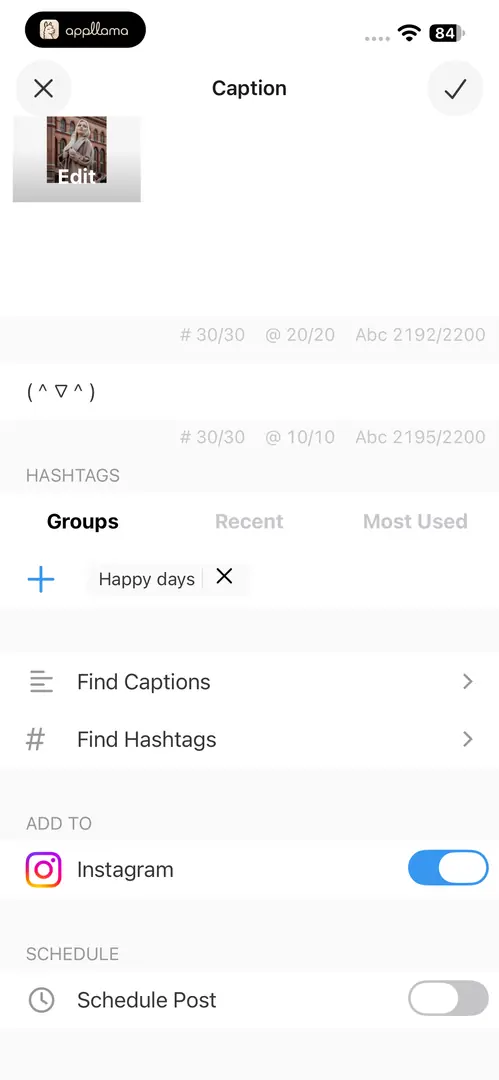 appllama
84
Caption
Edit
# 30/30 @ 20/20 Abc 2192/2200
( ^ ∇ ^ )
# 30/30 @ 10/10 Abc 2195/2200
HASHTAGS
Groups Recent Most Used
Happy days
Find Captions
# Find Hashtags
ADD TO
Instagram
SCHEDULE
Schedule Post